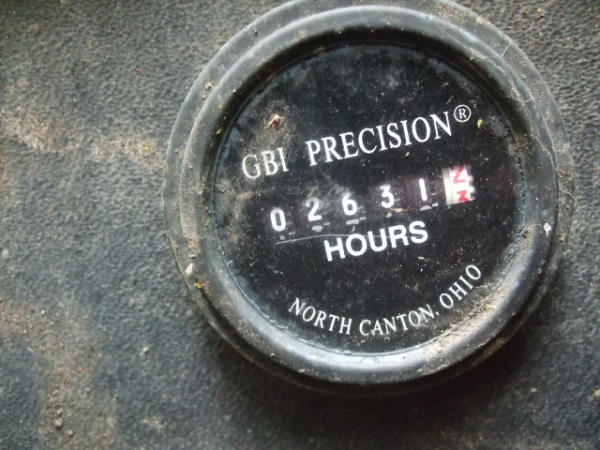 GBI PRECISION®
02631
HOURS
NORTH CANTON, OHIO